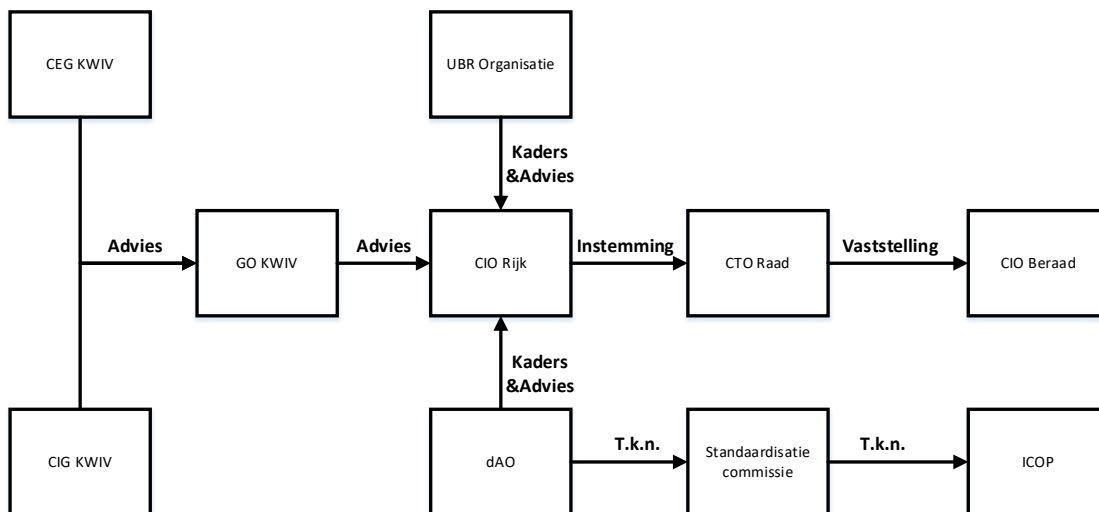 CEG KWIV
UBR Organisatie
Kaders
&Advies
Advies
GO KWIV
Advies
CIO Rijk
Instemming
CTO Raad
Vaststelling
CIO Beraad
Kaders
&Advies
CIG KWIV
dAO
T.k.n.
Standaardisatie
commissie
T.k.n.
ICOP